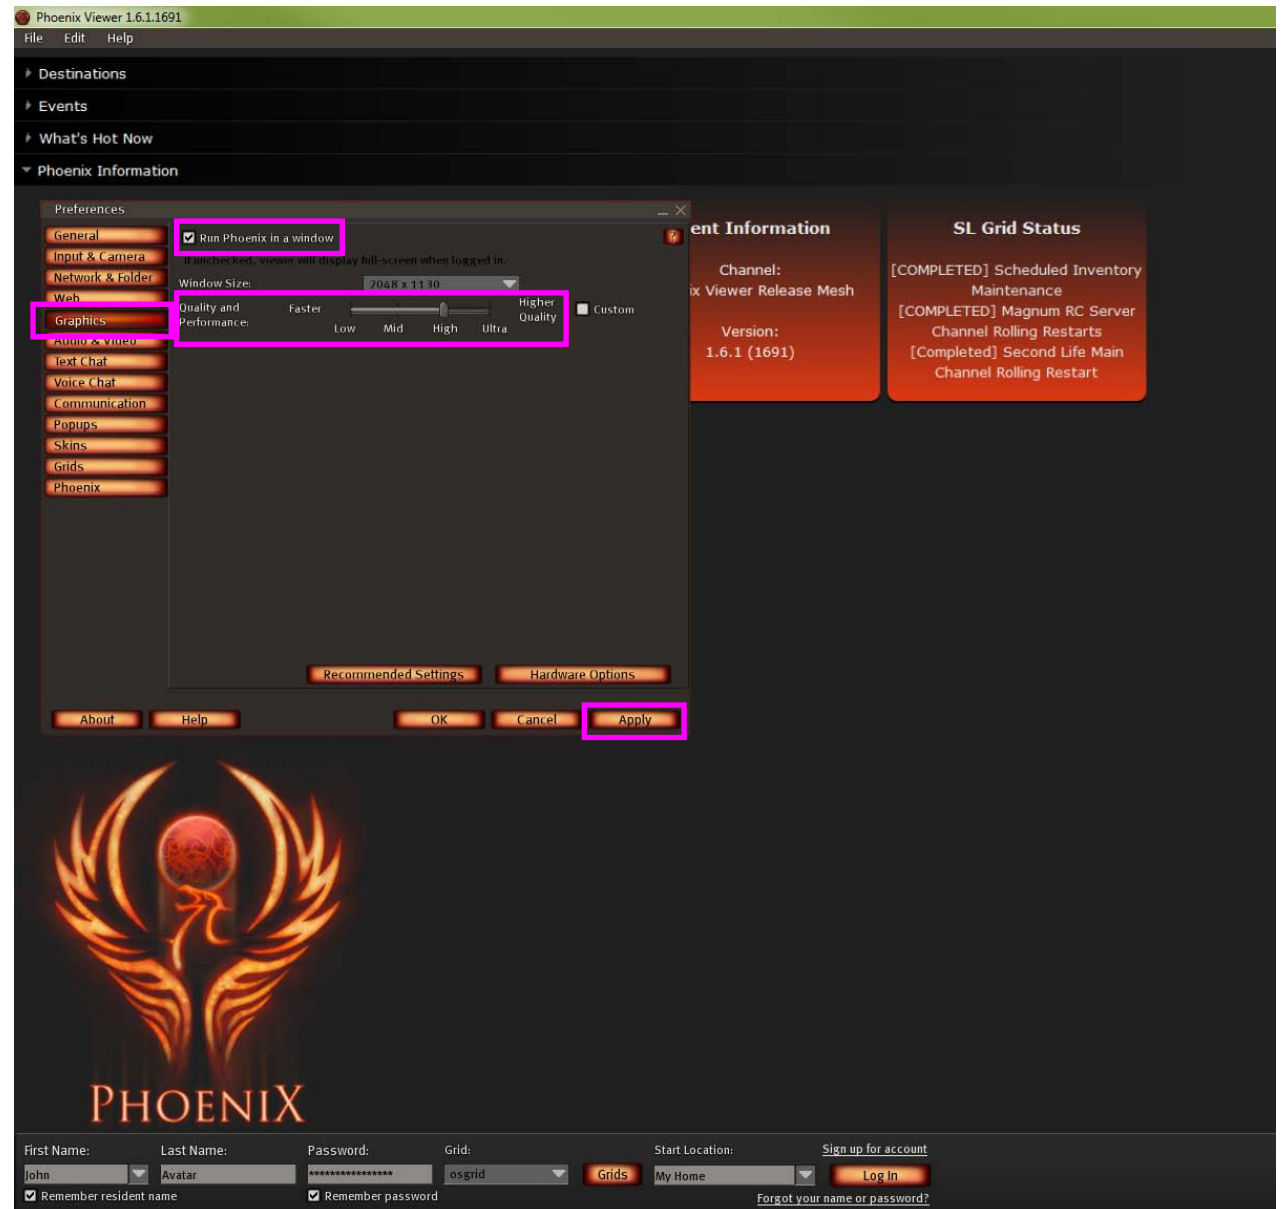 Phoenix Viewer 1.6.1.1691
File Edit Help
Destinations
Events
What's Hot Now
Phoenix Information
Preferences
General
Input & Camera
Network & Folder
Web
Graphics
Audio & Video
Text Chat
Voice Chat
Communication
Popups
Skins
Grids
Phoenix
Run Phoenix in a window
If unchecked, viewer will display full-screen when logged in.
Window Size: 2048 x 1130
Quality and Performance:
Faster
Low Mid High Ultra
Higher Quality
Custom
Recommended Settings Hardware Options
About Help OK Cancel Apply
ent Information
Channel:
ix Viewer Release Mesh
Version:
1.6.1 (1691)
SL Grid Status
[COMPLETED] Scheduled Inventory
Maintenance
[COMPLETED] Magnum RC Server
Channel Rolling Restarts
[Completed] Second Life Main
Channel Rolling Restart
PHOENIX
First Name: Last Name: Password: Grid: Start Location: Sign up for account
John Avatar **************** osgrid Grids My Home Log In
Remember resident name Remember password Forgot your name or password?